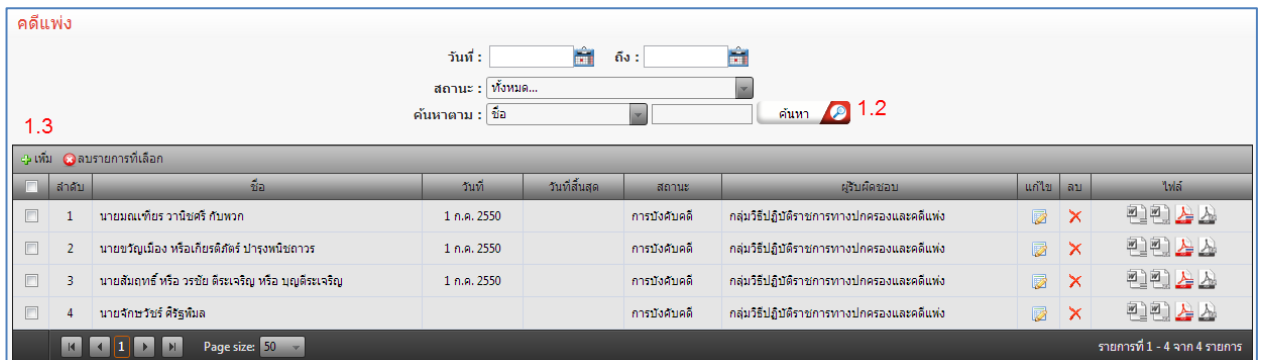 คดีแพ่ง
วันที่ : ถึง :
สถานะ : ทั้งหมด...
ค้นหาตาม : ชื่อ ค้นหา 1.2
1.3
เพิ่ม ลบรายการที่เลือก
ลำดับ ชื่อ วันที่ วันที่สิ้นสุด สถานะ ผู้รับผิดชอบ แก้ไข ลบ ไฟล์
1 นายมณเฑียร วานิชศรี กับพวก 1 ก.ค. 2550 การบังคับคดี กลุ่มวิธีปฏิบัติราชการทางปกครองและคดีแพ่ง
2 นายขวัญเมือง หรือเกียรติภัตร์ ปารุงพนิชถาวร 1 ก.ค. 2550 การบังคับคดี กลุ่มวิธีปฏิบัติราชการทางปกครองและคดีแพ่ง
3 นายสัมฤทธิ์ หรือ วรชัย ตีระเจริญ หรือ บุญตีระเจริญ 1 ก.ค. 2550 การบังคับคดี กลุ่มวิธีปฏิบัติราชการทางปกครองและคดีแพ่ง
4 นายจักษวัชร์ ศิริฐพิมล การบังคับคดี กลุ่มวิธีปฏิบัติราชการทางปกครองและคดีแพ่ง
1 Page size: 50 รายการที่ 1 - 4 จาก 4 รายการ